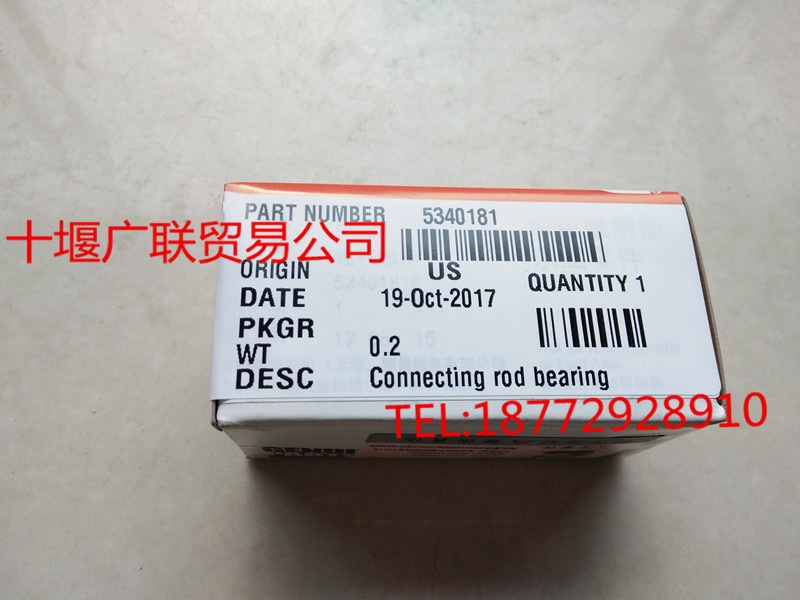 PART NUMBER 5340181
十堰广联贸易公司
ORIGIN US
QUANTITY 1
DATE 19-Oct-2017
PKGR
WT 0.2
DESC Connecting rod bearing
TEL:18772928910